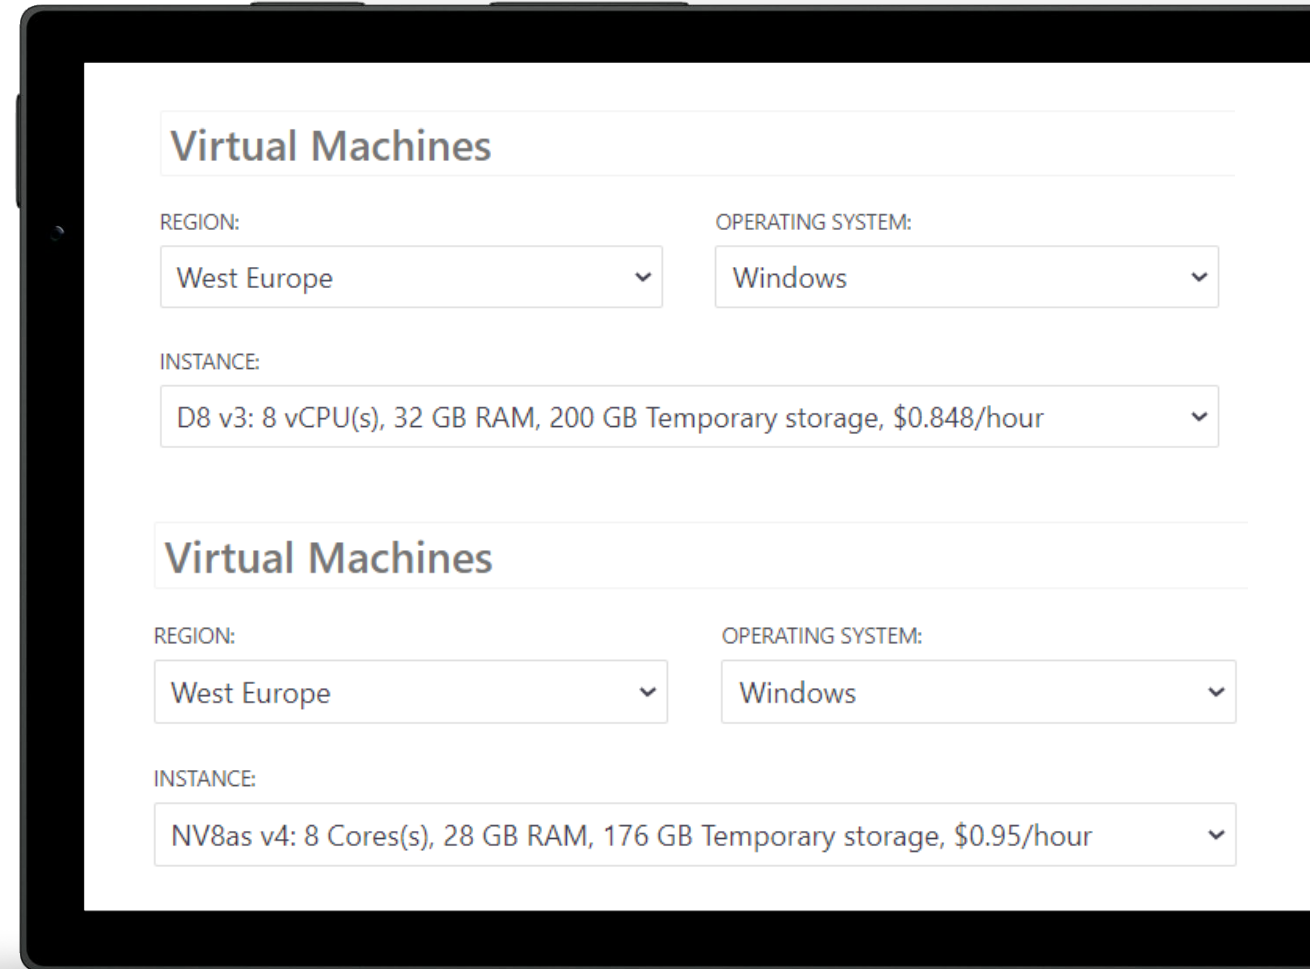 Virtual Machines
REGION: OPERATING SYSTEM:
West Europe Windows
INSTANCE:
D8 v3: 8 vCPU(s), 32 GB RAM, 200 GB Temporary storage, $0.848/hour
Virtual Machines
REGION: OPERATING SYSTEM:
West Europe Windows
INSTANCE:
NV8as v4: 8 Cores(s), 28 GB RAM, 176 GB Temporary storage, $0.95/hour